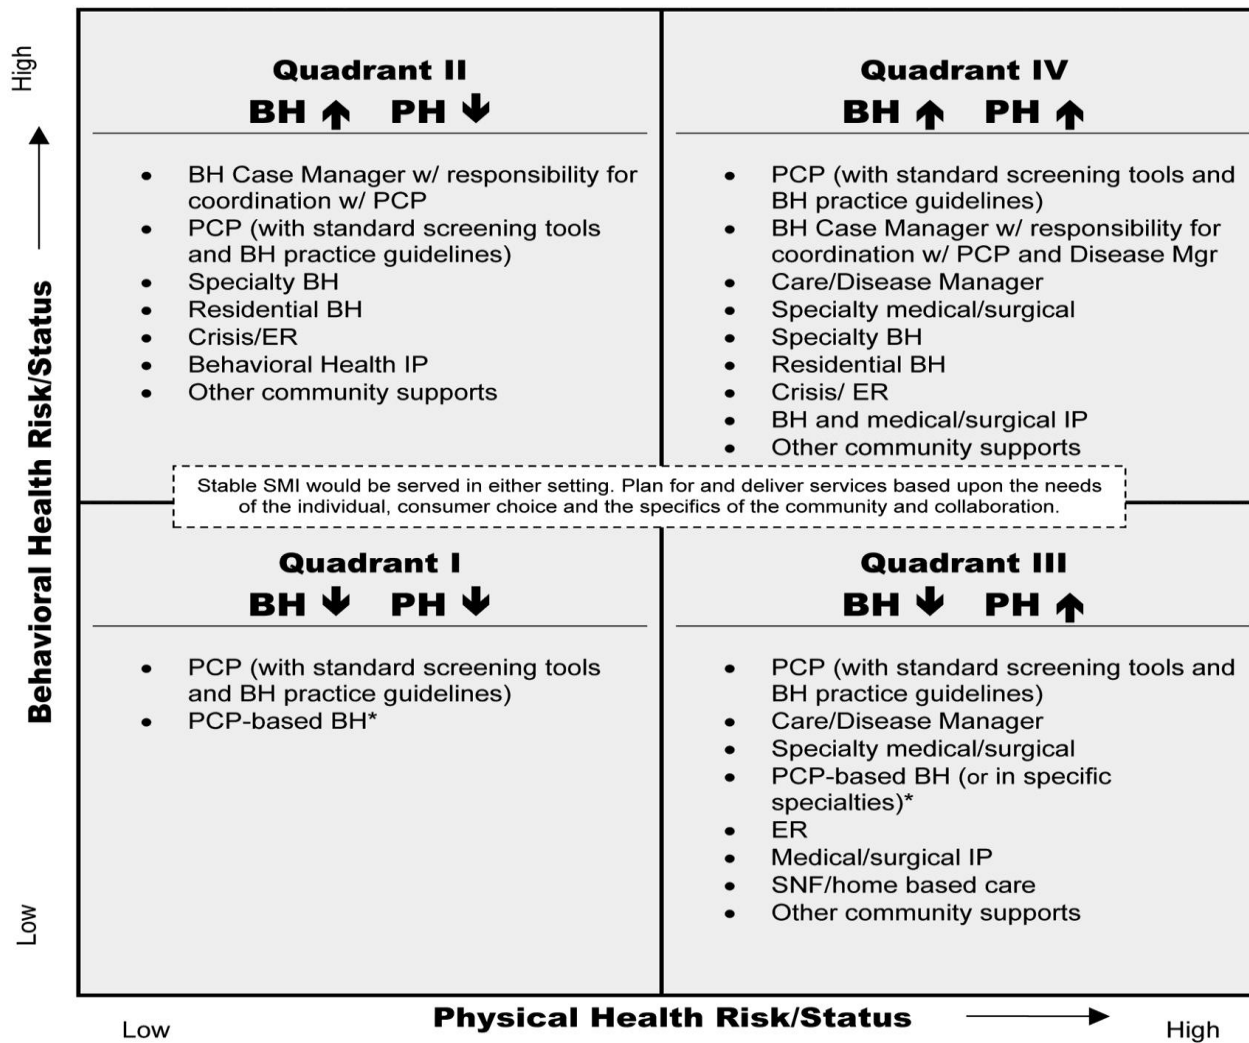 High
Behavioral Health Risk/Status
Low
Quadrant II
BH ↑ PH ↓
• BH Case Manager w/ responsibility for
coordination w/ PCP
• PCP (with standard screening tools
and BH practice guidelines)
• Specialty BH
• Residential BH
• Crisis/ER
• Behavioral Health IP
• Other community supports
Quadrant IV
BH ↑ PH ↑
• PCP (with standard screening tools and
BH practice guidelines)
• BH Case Manager w/ responsibility for
coordination w/ PCP and Disease Mgr
• Care/Disease Manager
• Specialty medical/surgical
• Specialty BH
• Residential BH
• Crisis/ ER
• BH and medical/surgical IP
• Other community supports
Stable SMI would be served in either setting. Plan for and deliver services based upon the needs
of the individual, consumer choice and the specifics of the community and collaboration.
Quadrant I
BH ↓ PH ↓
• PCP (with standard screening tools
and BH practice guidelines)
• PCP-based BH*
Quadrant III
BH ↓ PH ↑
• PCP (with standard screening tools and
BH practice guidelines)
• Care/Disease Manager
• Specialty medical/surgical
• PCP-based BH (or in specific
specialties)*
• ER
• Medical/surgical IP
• SNF/home based care
• Other community supports
Low
Physical Health Risk/Status
High